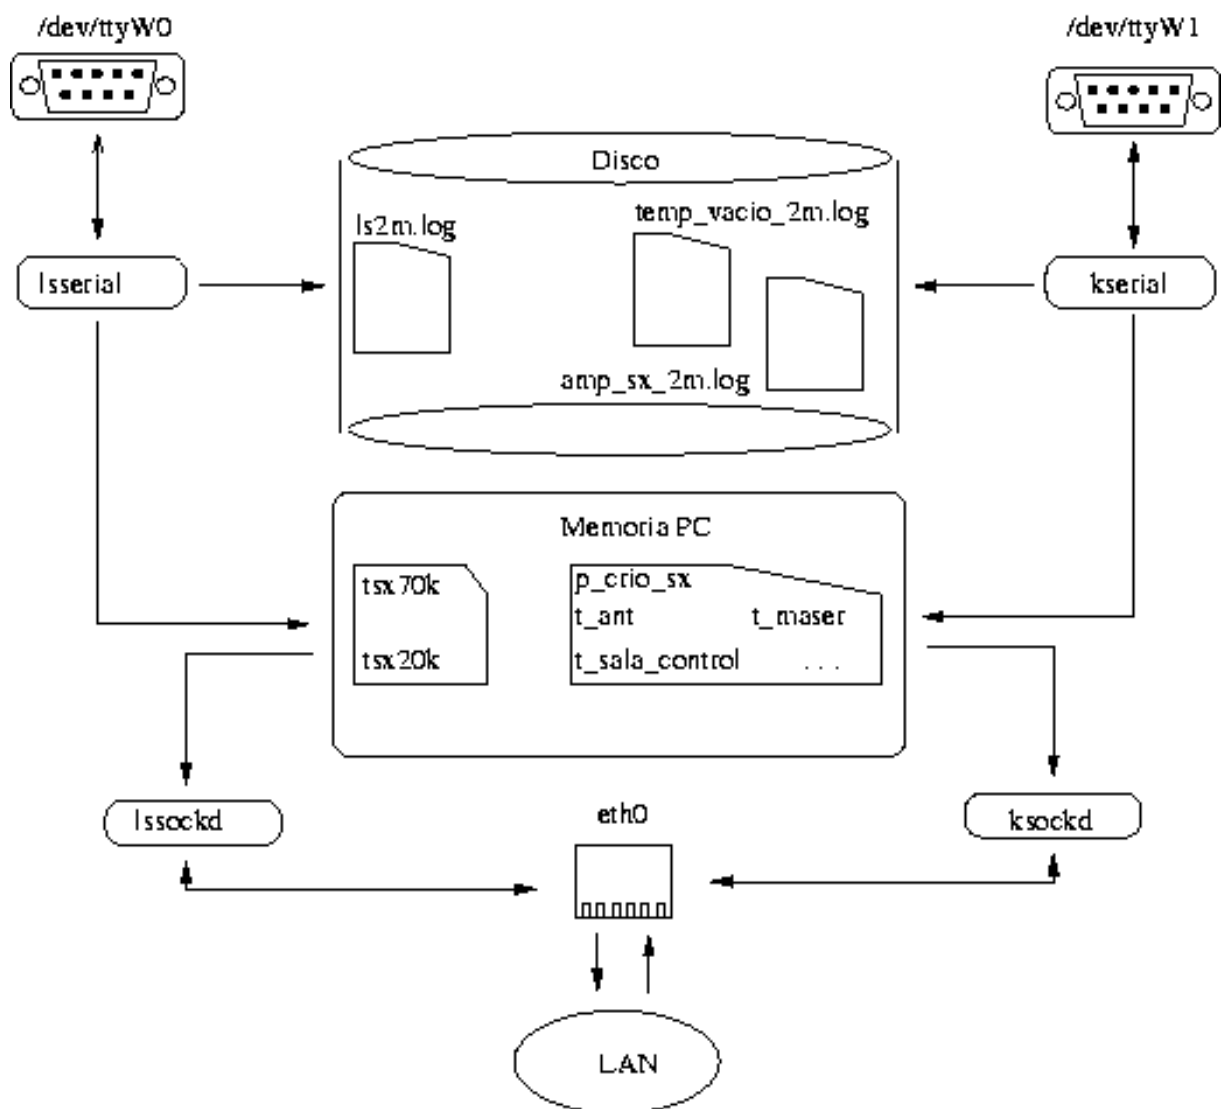 /dev/ttyW0
/dev/ttyW1
Disco
temp_vacio_2m.log
ls2m.log
lsserial
kserial
amp_sx_2m.log
Memoria PC
tsx70k
p_crio_sx
t_ant t_maser
tsx20k
t_sala_control ...
lssockd
eth0
ksockd
LAN